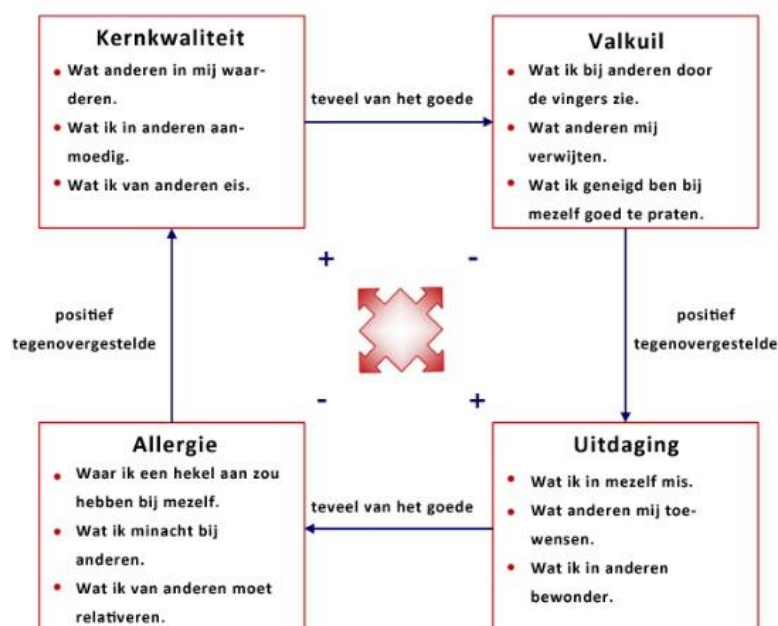 Kernkwaliteit
• Wat anderen in mij waar-
deren.
• Wat ik in anderen aan-
moedig.
• Wat ik van anderen eis.
teveel van het goede
Valkuil
• Wat ik bij anderen door
de vingers zie.
• Wat anderen mij
verwijten.
• Wat ik geneigd ben bij
mezelf goed te praten.
+
-
positief
tegenovergestelde
positief
tegenovergestelde
-
+
Allergie
• Waar ik een hekel aan zou
hebben bij mezelf.
• Wat ik minacht bij
anderen.
• Wat ik van anderen moet
relativeren.
teveel van het goede
Uitdaging
• Wat ik in mezelf mis.
• Wat anderen mij toe-
wensen.
• Wat ik in anderen
bewonder.